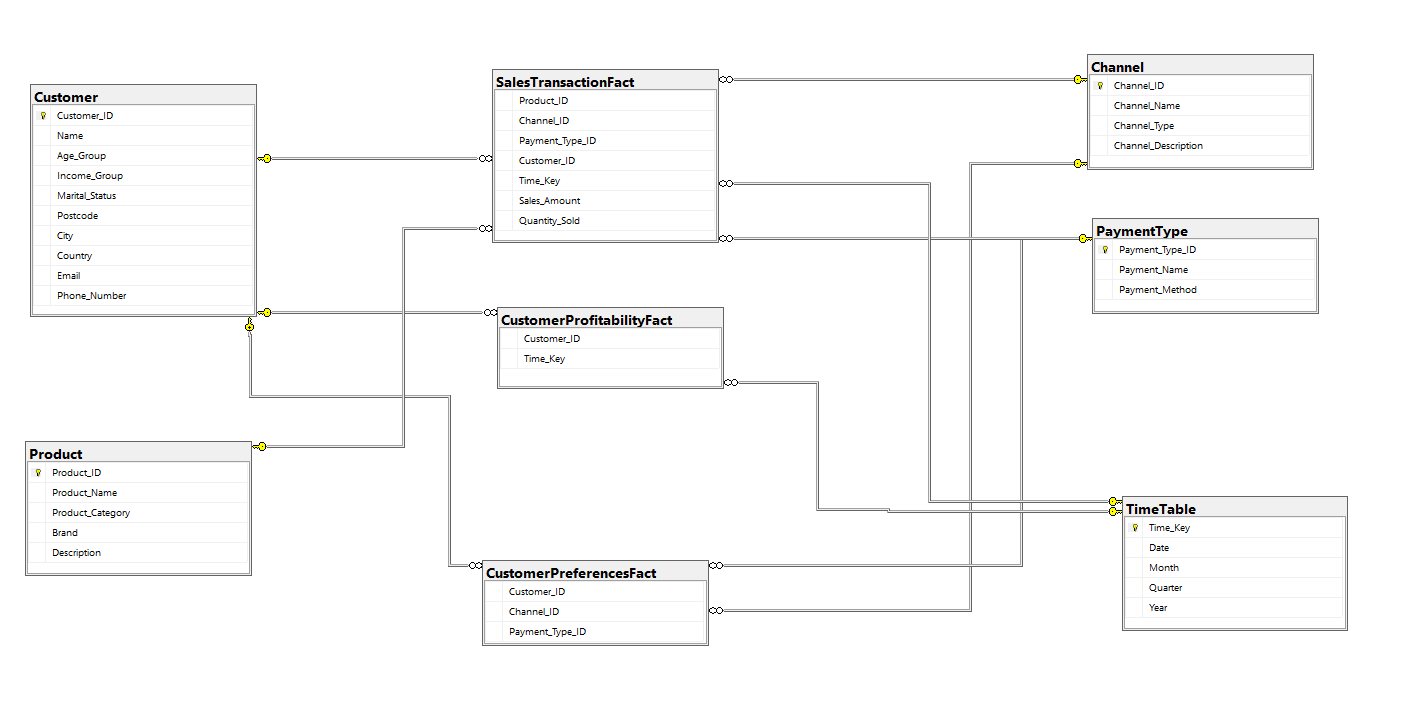 Customer
Customer_ID
Name
Age_Group
Income_Group
Marital_Status
Postcode
City
Country
Email
Phone_Number
SalesTransactionFact
Product_ID
Channel_ID
Payment_Type_ID
Customer_ID
Time_Key
Sales_Amount
Quantity_Sold
Channel
Channel_ID
Channel_Name
Channel_Type
Channel_Description
PaymentType
Payment_Type_ID
Payment_Name
Payment_Method
CustomerProfitabilityFact
Customer_ID
Time_Key
Product
Product_ID
Product_Name
Product_Category
Brand
Description
CustomerPreferencesFact
Customer_ID
Channel_ID
Payment_Type_ID
TimeTable
Time_Key
Date
Month
Quarter
Year